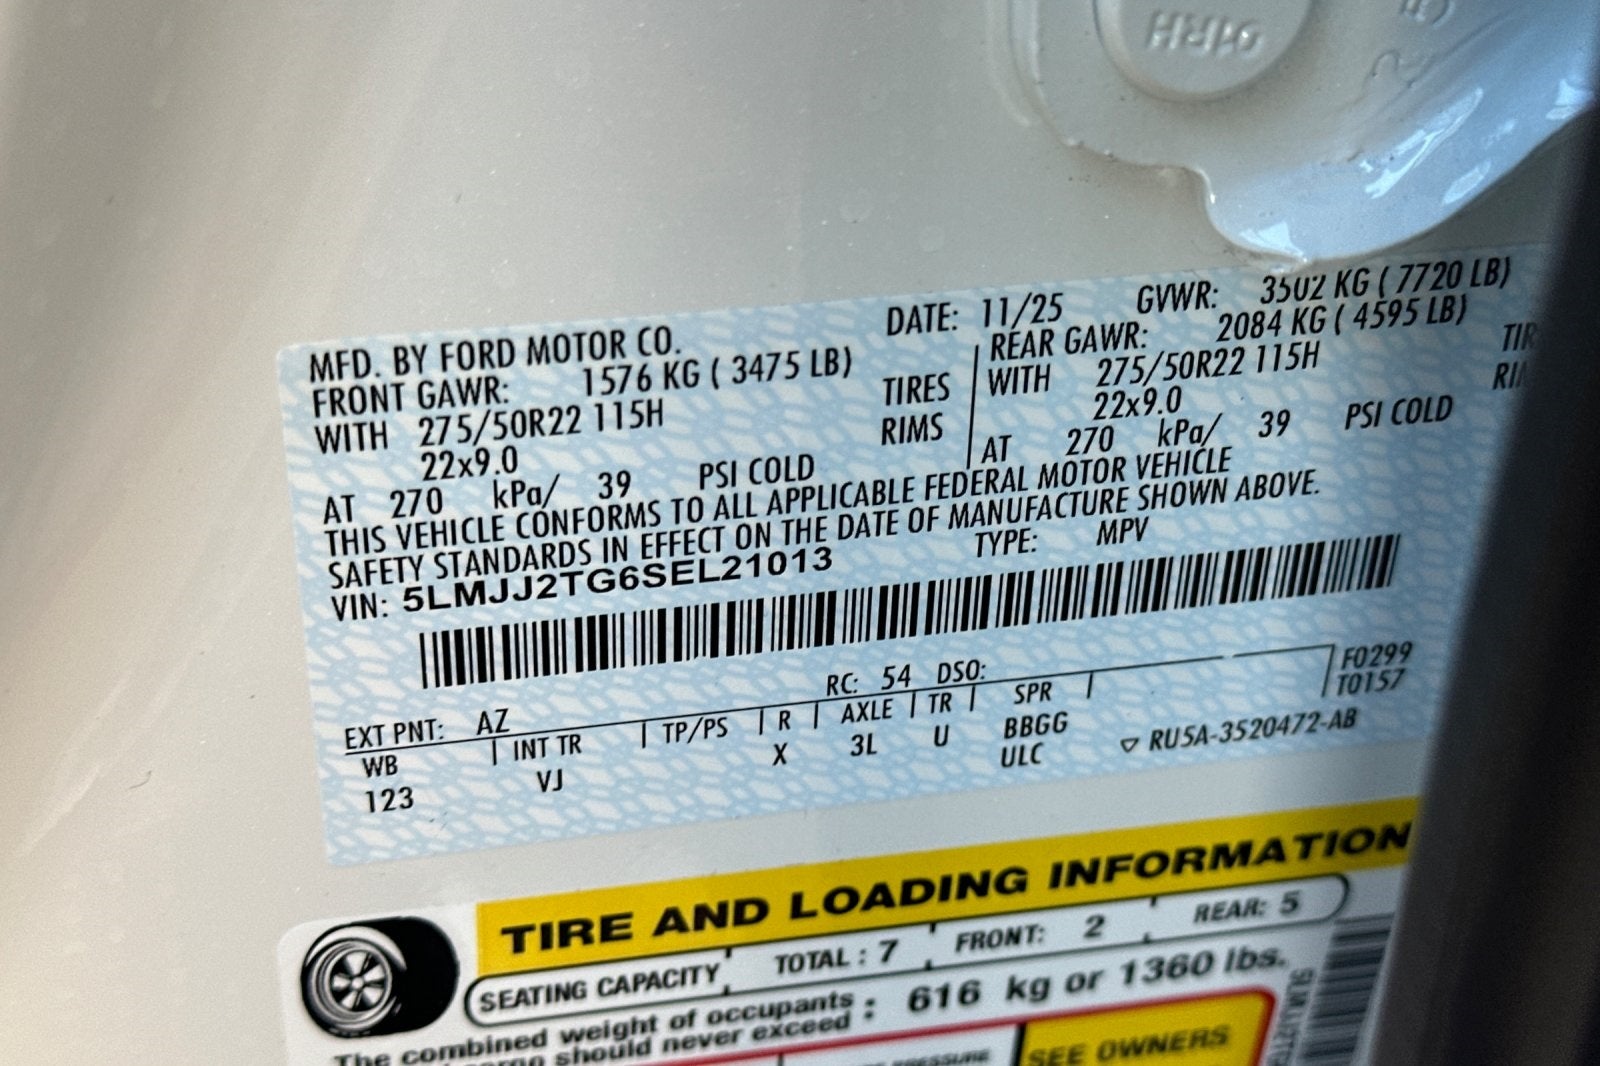 MFD. BY FORD MOTOR CO.
DATE: 11/25 GVWR: 3502 KG ( 7720 LB)
FRONT GAWR: 1576 KG ( 3475 LB)
REAR GAWR: 2084 KG ( 4595 LB)
WITH 275/50R22 115H TIRES
WITH 275/50R22 115H
22x9.0 RIMS
22x9.0
AT 270 kPa/ 39 PSI COLD
AT 270 kPa/ 39 PSI COLD
THIS VEHICLE CONFORMS TO ALL APPLICABLE FEDERAL MOTOR VEHICLE
SAFETY STANDARDS IN EFFECT ON THE DATE OF MANUFACTURE SHOWN ABOVE.
VIN: 5LMJJ2TG6SEL21013 TYPE: MPV
EXT PNT: AZ RC: 54 DSO: F0299
WB INT TR TP/PS R AXLE TR SPR T0157
123 VJ X 3L U BBGG
ULC RU5A-3520472-AB
TIRE AND LOADING INFORMATION
SEATING CAPACITY TOTAL : 7 FRONT: 2 REAR: 5
The combined weight of occupants
cargo should never exceed : 616 kg or 1360 lbs.
SEE OWNERS